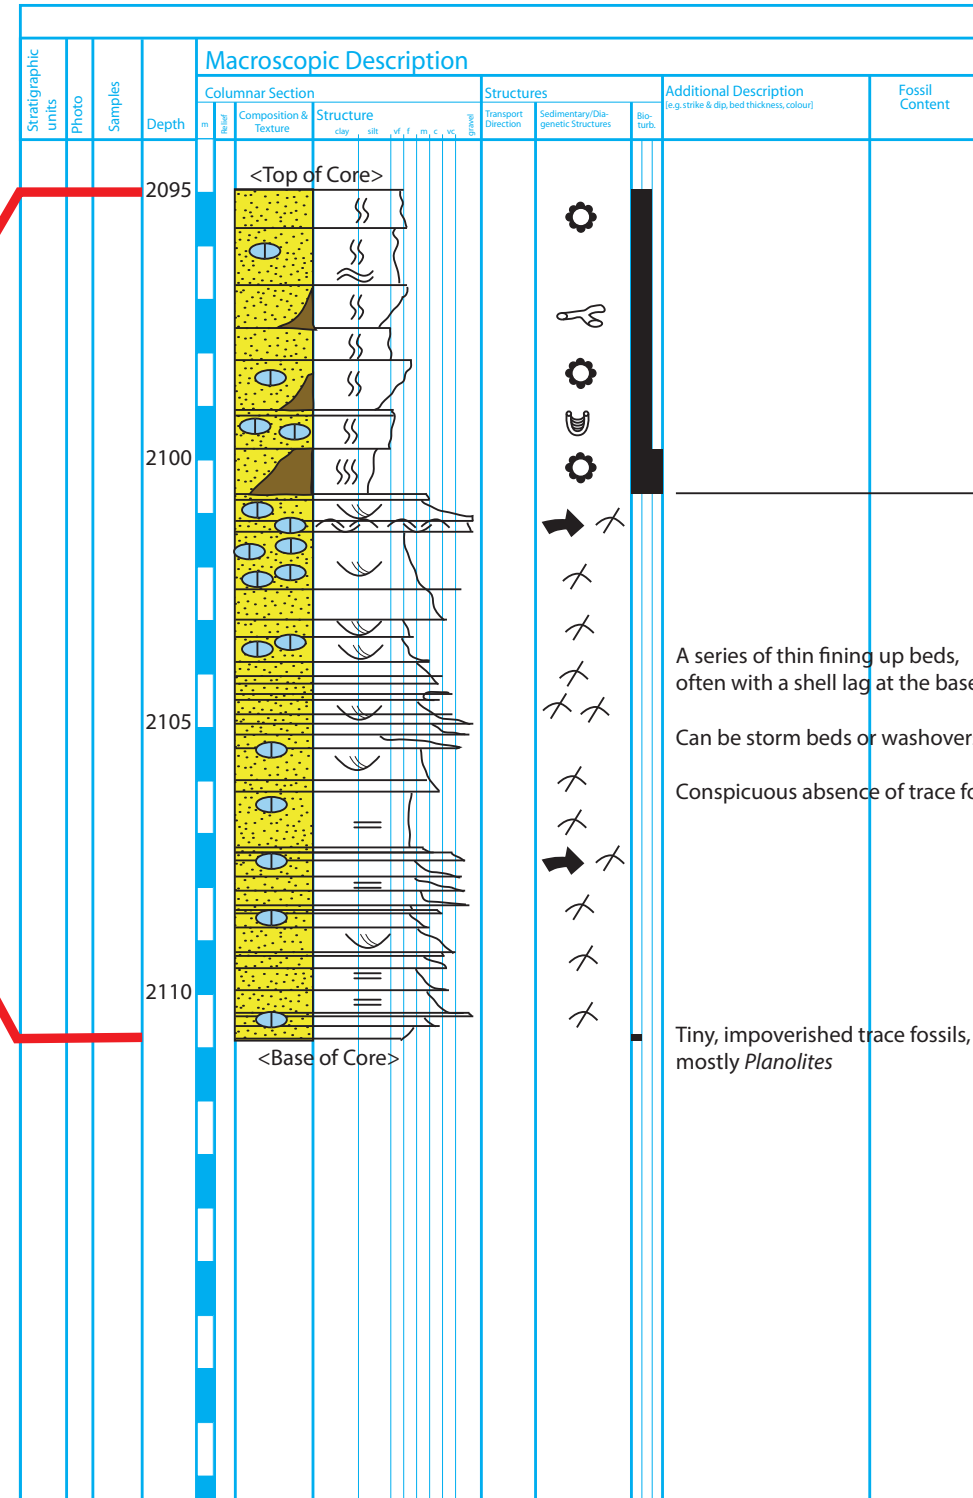 Macroscopic Description
Stratigraphic
units
Photo
Samples
Depth
Columnar Section
Structures
Additional Description
[e.g. strike & dip, bed thickness, colour]
Fossil
Content
m
Relief
Composition &
Texture
Structure
clay silt vf f m c vc gravel
Transport
Direction
Sedimentary/Dia-
genetic Structures
Bio-
turb.
<Top of Core>
2095
2100
A series of thin fining up beds,
often with a shell lag at the base
2105
Can be storm beds or washover
Conspicuous absence of trace fo
2110
Tiny, impoverished trace fossils,
<Base of Core>
mostly Planolites